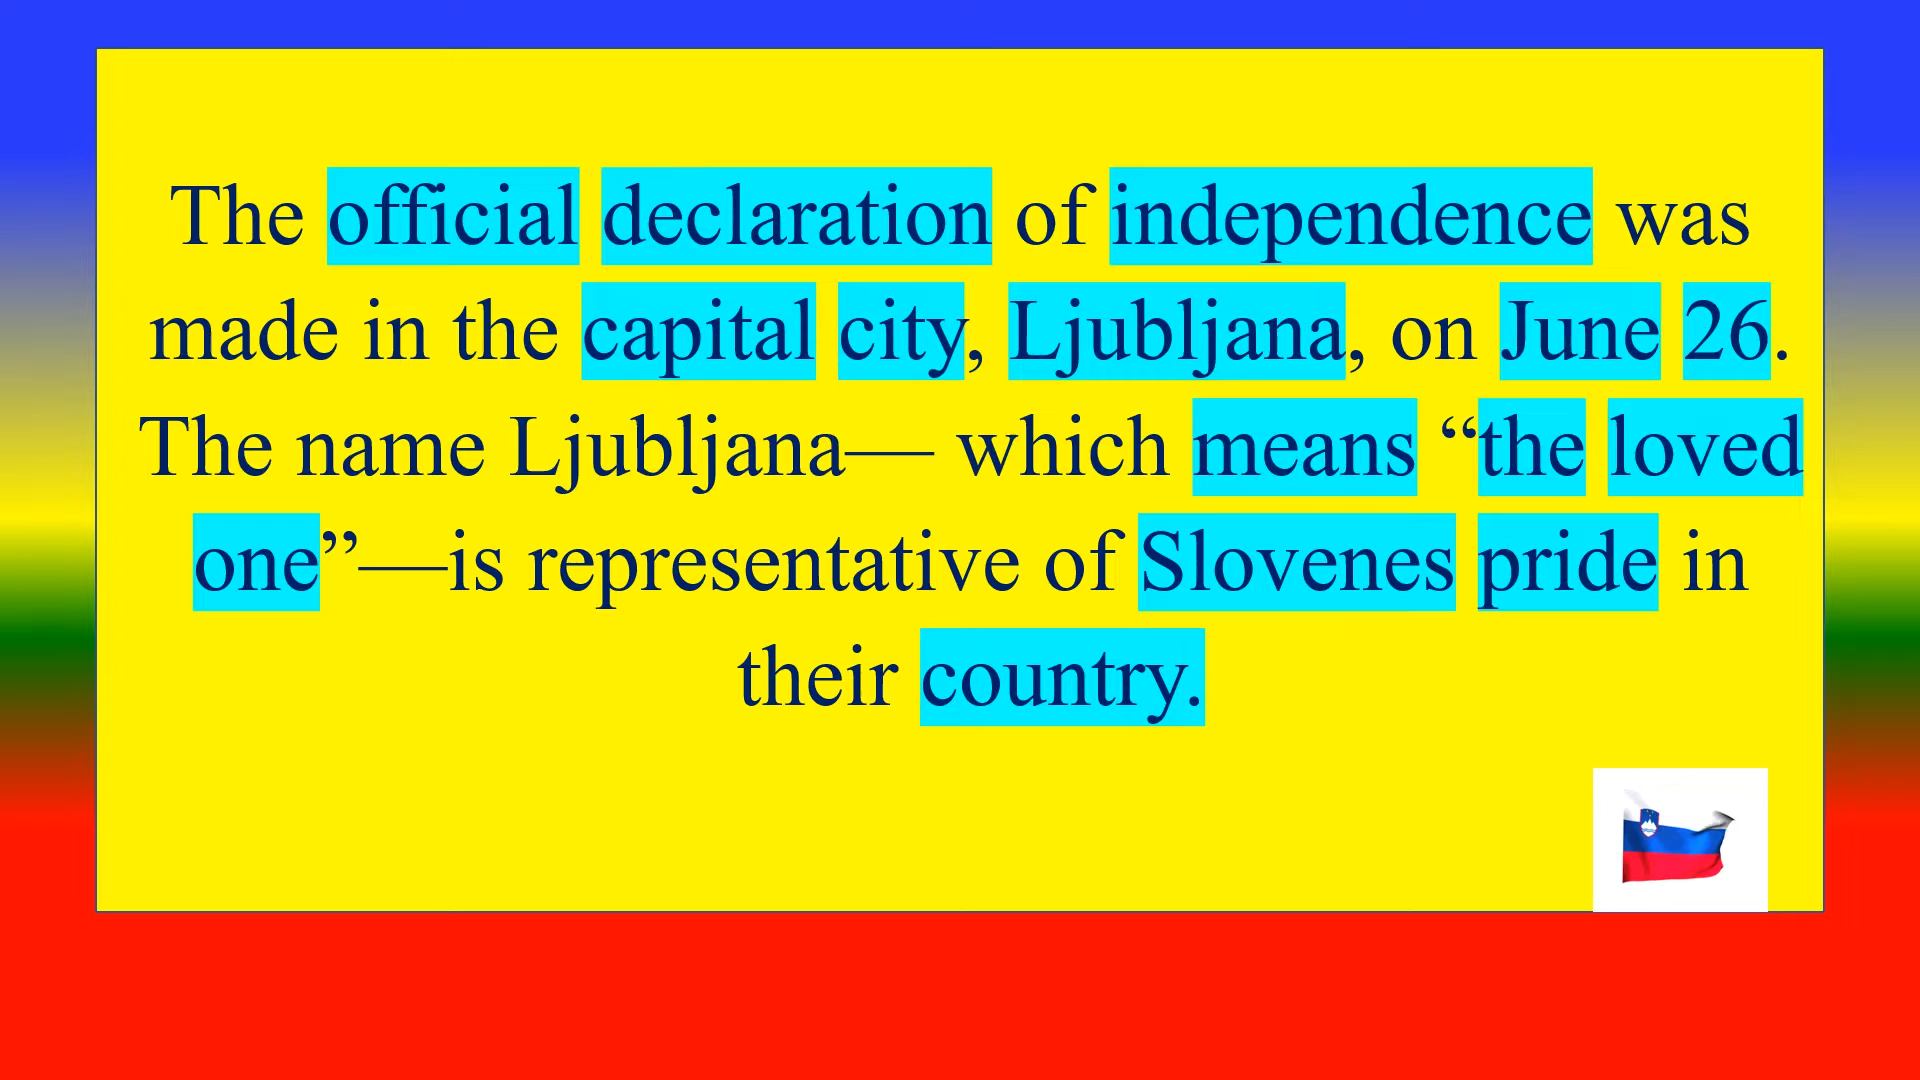 The official declaration of independence was
made in the capital city, Ljubljana, on June 26.
The name Ljubljana— which means “the loved
one”—is representative of Slovenes pride in
their country.